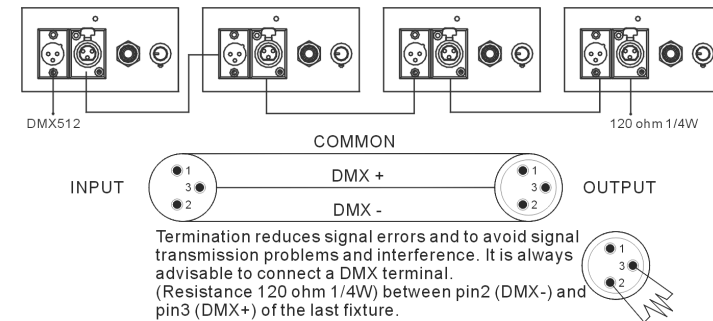 DMX512
120 ohm 1/4W
COMMON
INPUT
1
3
2
DMX +
DMX -
1
3
2
OUTPUT
Termination reduces signal errors and to avoid signal
transmission problems and interference. It is always
advisable to connect a DMX terminal.
(Resistance 120 ohm 1/4W) between pin2 (DMX-) and
pin3 (DMX+) of the last fixture.
1
3
2